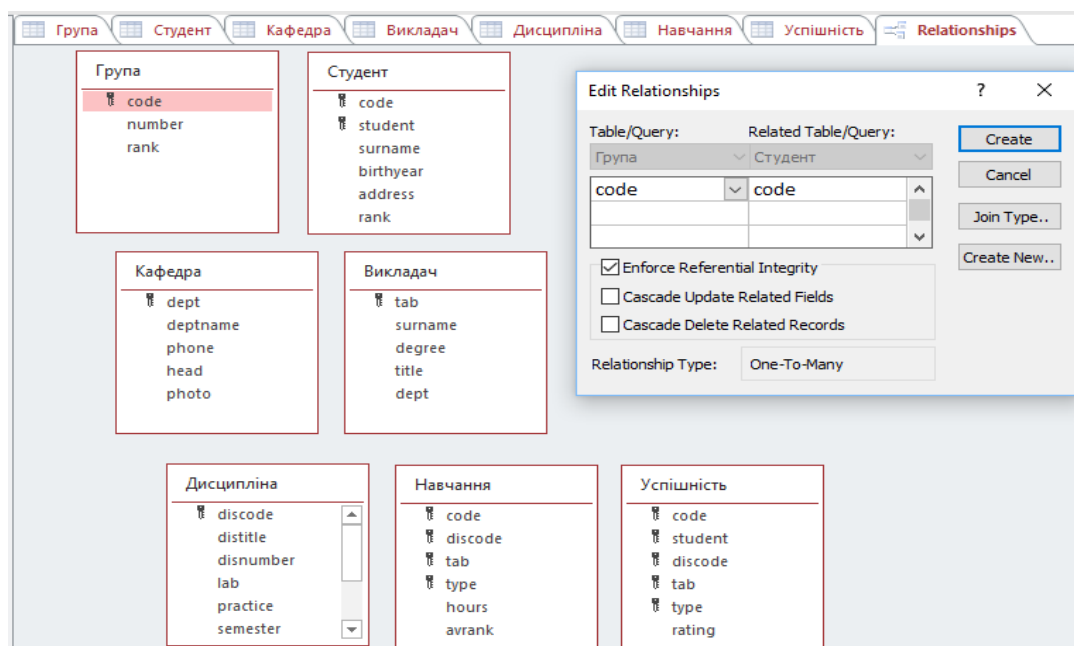 Група Студент Кафедра Викладач Дисципліна Навчання Успішність Relationships
Група
code
number
rank
Студент
code
student
surname
birthyear
address
rank
Edit Relationships ?
Table/Query: Related Table/Query:
Група Студент
code code
Enforce Referential Integrity
Cascade Update Related Fields
Cascade Delete Related Records
Relationship Type: One-To-Many
Create
Cancel
Join Type..
Create New..
Кафедра
dept
deptname
phone
head
photo
Викладач
tab
surname
degree
title
dept
Дисципліна
discode
distitle
disnumber
lab
practice
semester
Навчання
code
discode
tab
type
hours
avrank
Успішність
code
student
discode
tab
type
rating